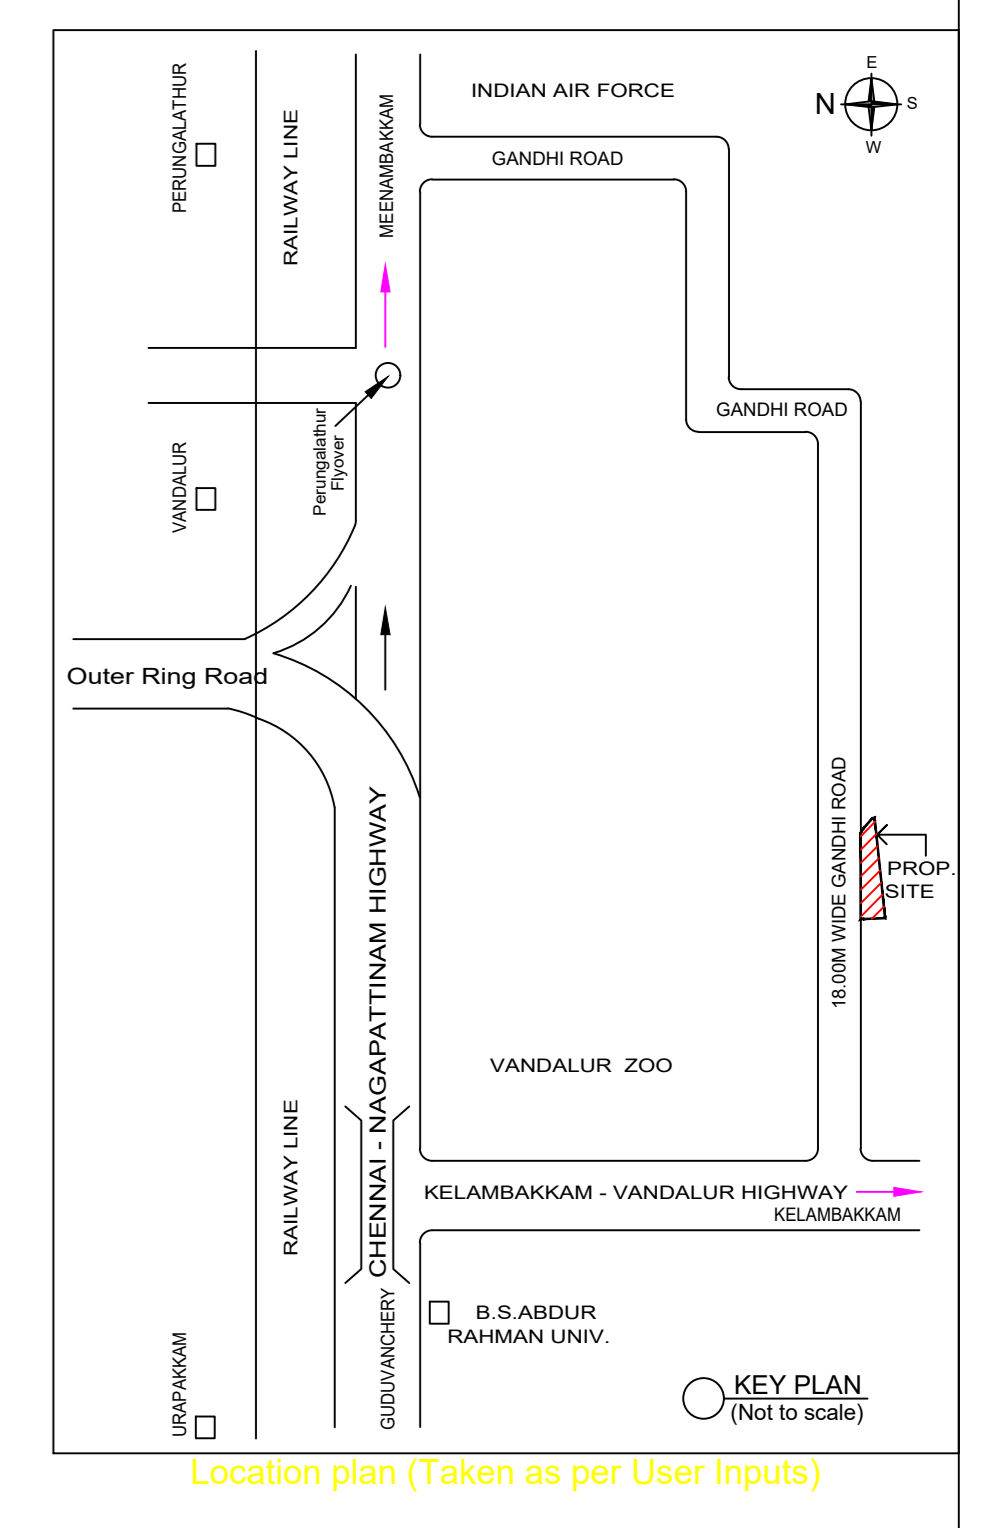 INDIAN AIR FORCE
E
N
S
W
GANDHI ROAD
PERUNGALATHUR
RAILWAY LINE
MEENAMBAKKAM
GANDHI ROAD
Perungalathur
Flyover
VANDALUR
Outer Ring Road
CHENNAI - NAGAPATTINAM HIGHWAY
18.00M WIDE GANDHI ROAD
PROP.
SITE
VANDALUR ZOO
RAILWAY LINE
KELAMBAKKAM - VANDALUR HIGHWAY
KELAMBAKKAM
GUDUVANCHERY
B.S.ABDUR
RAHMAN UNIV.
URAPAKKAM
KEY PLAN
(Not to scale)
Location plan (Taken as per User Inputs)